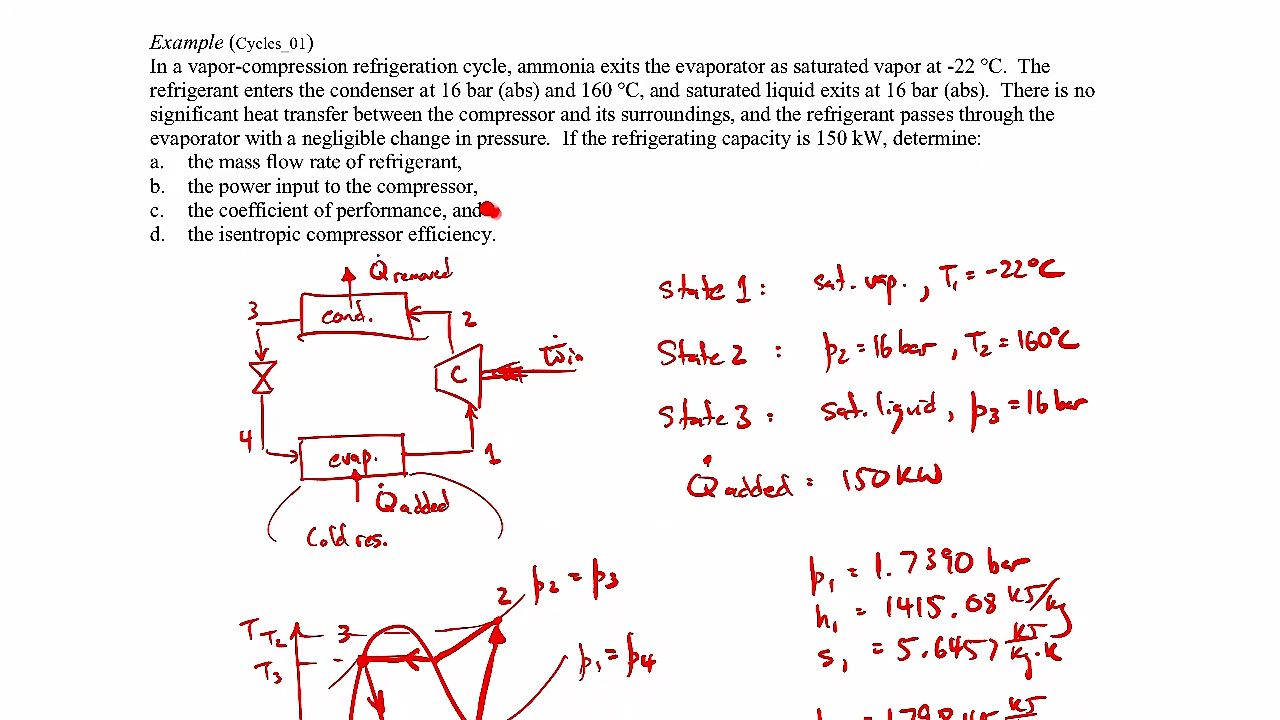 Example (Cycles_01)
In a vapor-compression refrigeration cycle, ammonia exits the evaporator as saturated vapor at -22 °C. The
refrigerant enters the condenser at 16 bar (abs) and 160 °C, and saturated liquid exits at 16 bar (abs). There is no
significant heat transfer between the compressor and its surroundings, and the refrigerant passes through the
evaporator with a negligible change in pressure. If the refrigerating capacity is 150 kW, determine:
a. the mass flow rate of refrigerant,
b. the power input to the compressor,
c. the coefficient of performance, and
d. the isentropic compressor efficiency.
Q̇ removed
3
cond.
2
C
Ẇin
4
evap.
1
Q̇ added
Cold res.
State 1 : sat. vap. , T₁ = -22°C
State 2 : p₂ = 16 bar , T₂ = 160°C
State 3 : sat. liquid , p₃ = 16 bar
Q̇ added = 150 kW
p₁ = 1.7390 bar
h₁ = 1415.08 kJ/kg
s₁ = 5.6457 kJ/kg·K
T
T₂
T₃
3
2
p₂ = p₃
p₁ = p₄